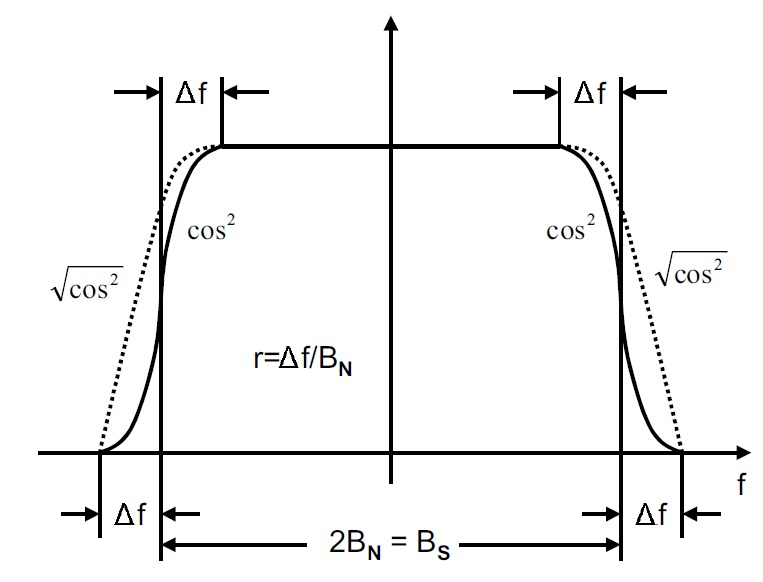 Δf Δf
cos² cos²
√cos² √cos²
r=Δf/B_N
f
Δf Δf
2B_N = B_S